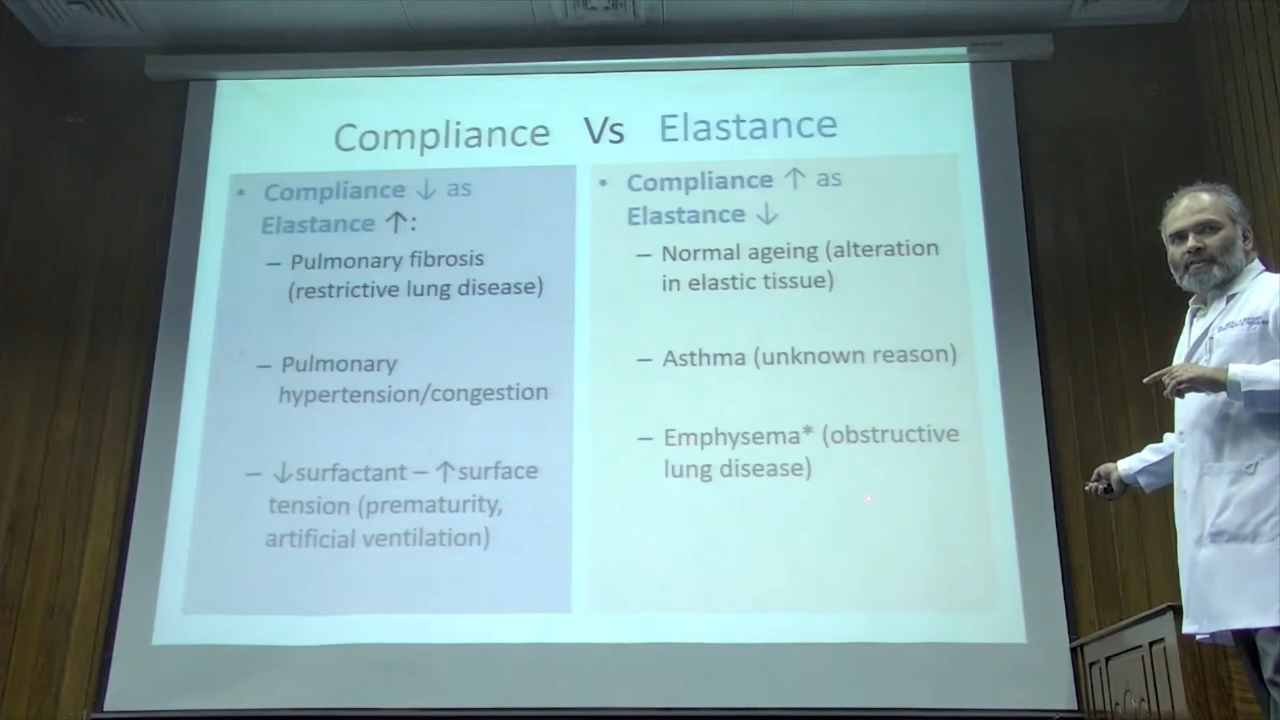 Compliance Vs Elastance
• Compliance ↓ as
Elastance ↑:
– Pulmonary fibrosis
(restrictive lung disease)
– Pulmonary
hypertension/congestion
– ↓surfactant – ↑surface
tension (prematurity,
artificial ventilation)
• Compliance ↑ as
Elastance ↓
– Normal ageing (alteration
in elastic tissue)
– Asthma (unknown reason)
– Emphysema* (obstructive
lung disease)